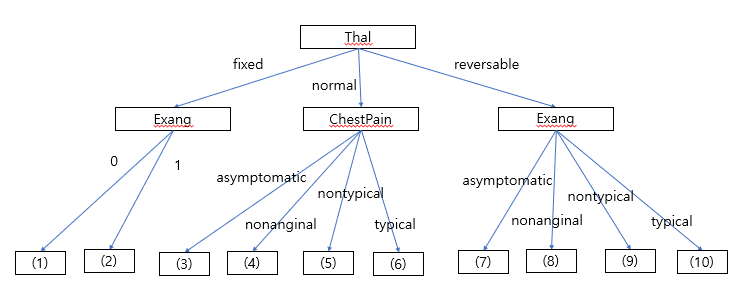 Thal
fixed
normal
reversable
Exang
ChestPain
Exang
0
1
asymptomatic
nonanginal
nontypical
typical
asymptomatic
nonanginal
nontypical
typical
(1)
(2)
(3)
(4)
(5)
(6)
(7)
(8)
(9)
(10)